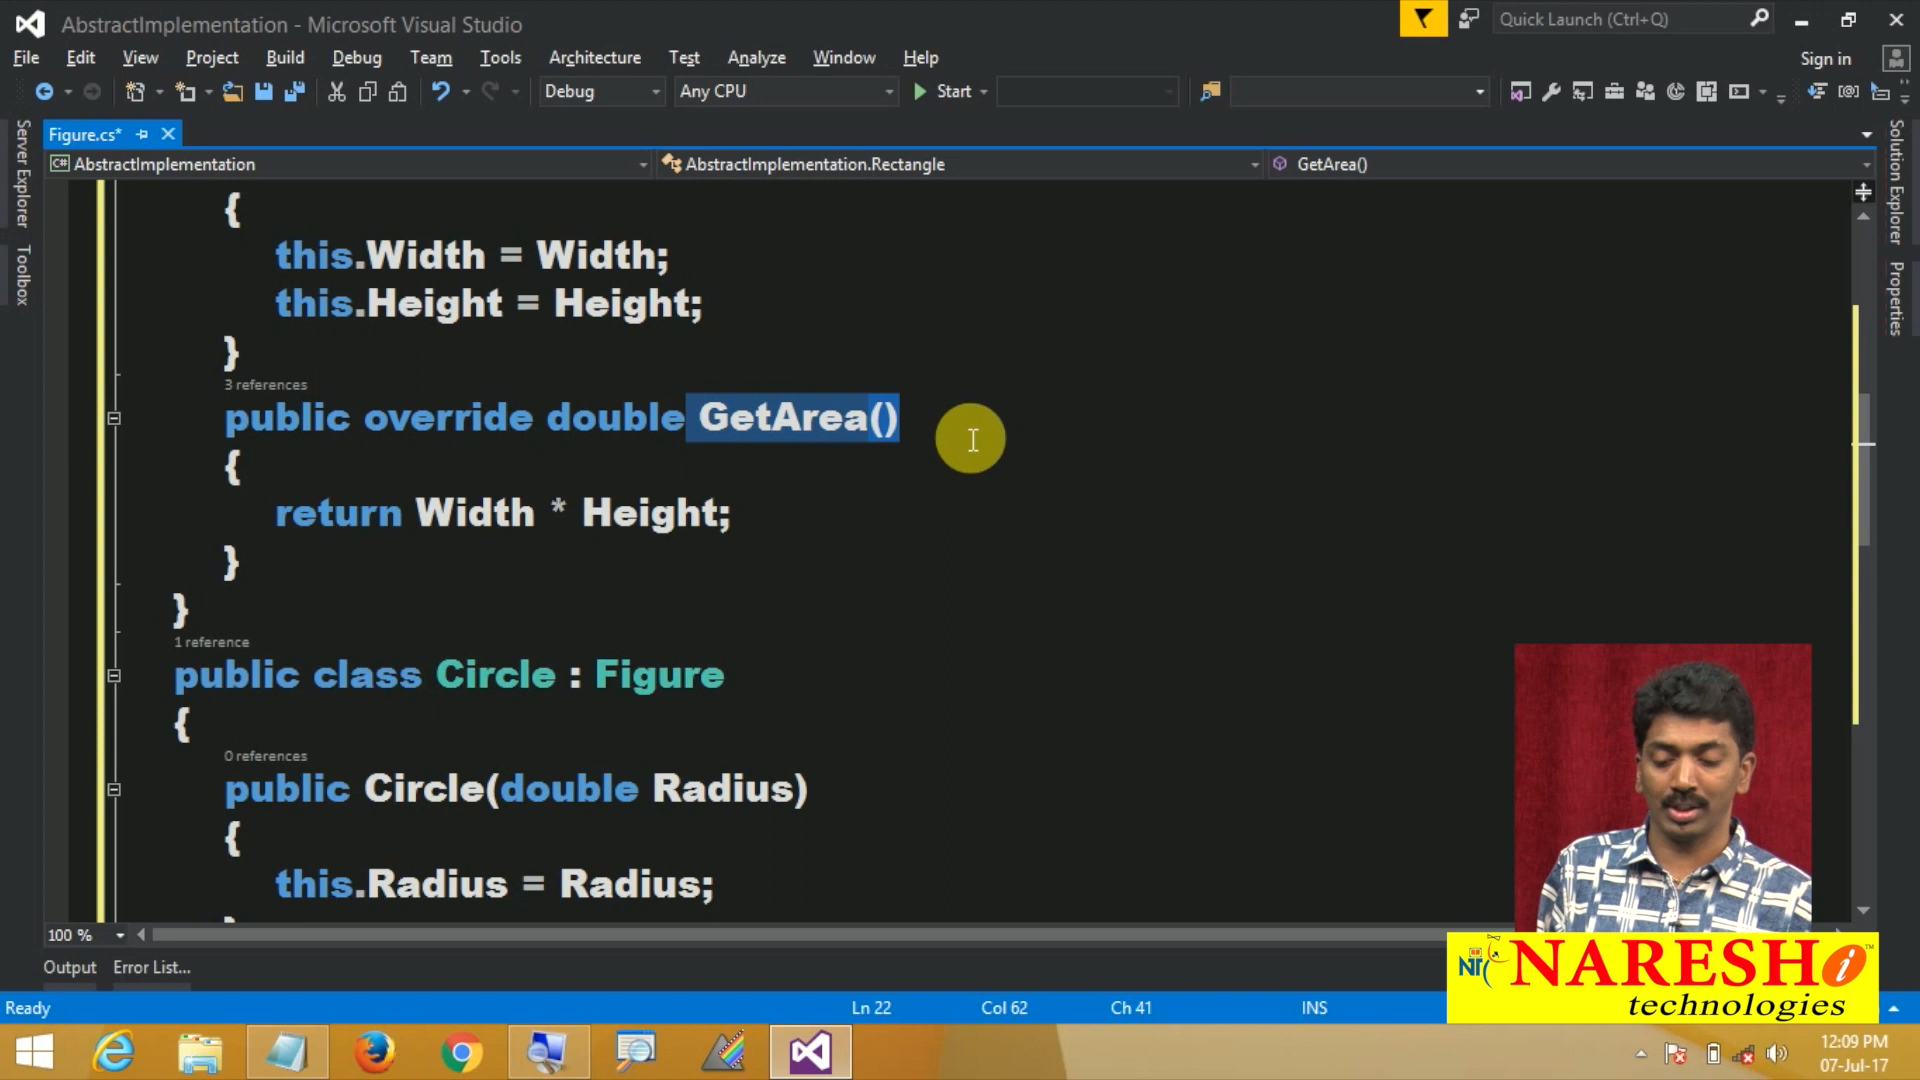 AbstractImplementation - Microsoft Visual Studio
Quick Launch (Ctrl+Q)
File Edit View Project Build Debug Team Tools Architecture Test Analyze Window Help
Sign in
Debug Any CPU Start
Server Explorer
Toolbox
Solution Explorer
Properties
Figure.cs*
AbstractImplementation AbstractImplementation.Rectangle GetArea()
{
this.Width = Width;
this.Height = Height;
}
3 references
public override double GetArea()
{
return Width * Height;
}
}
1 reference
public class Circle : Figure
{
0 references
public Circle(double Radius)
{
this.Radius = Radius;
100 %
Output Error List...
Ready Ln 22 Col 62 Ch 41 INS
NARESH i
technologies
12:09 PM
07-Jul-17